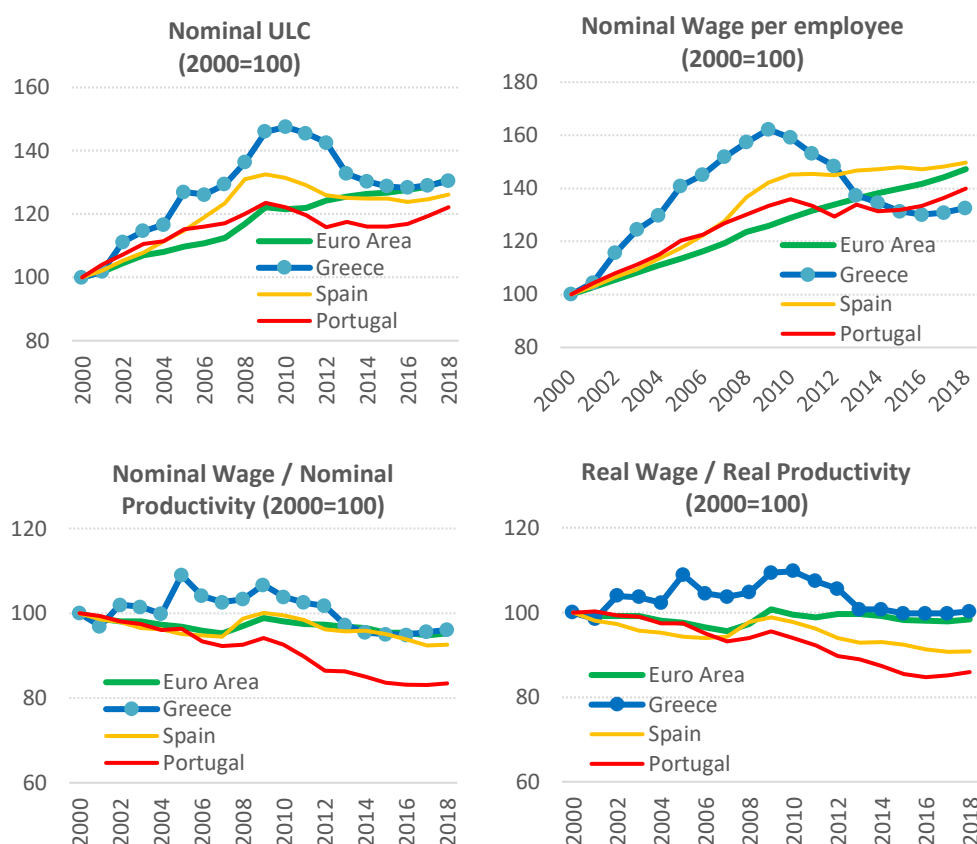 Nominal ULC
(2000=100)
160
140
120
100
80
Euro Area
Greece
Spain
Portugal
2000
2002
2004
2006
2008
2010
2012
2014
2016
2018
Nominal Wage per employee
(2000=100)
180
160
140
120
100
80
Euro Area
Greece
Spain
Portugal
2000
2002
2004
2006
2008
2010
2012
2014
2016
2018
Nominal Wage / Nominal
Productivity (2000=100)
120
100
80
60
Euro Area
Greece
Spain
Portugal
2000
2002
2004
2006
2008
2010
2012
2014
2016
2018
Real Wage / Real Productivity
(2000=100)
120
100
80
60
Euro Area
Greece
Spain
Portugal
2000
2002
2004
2006
2008
2010
2012
2014
2016
2018